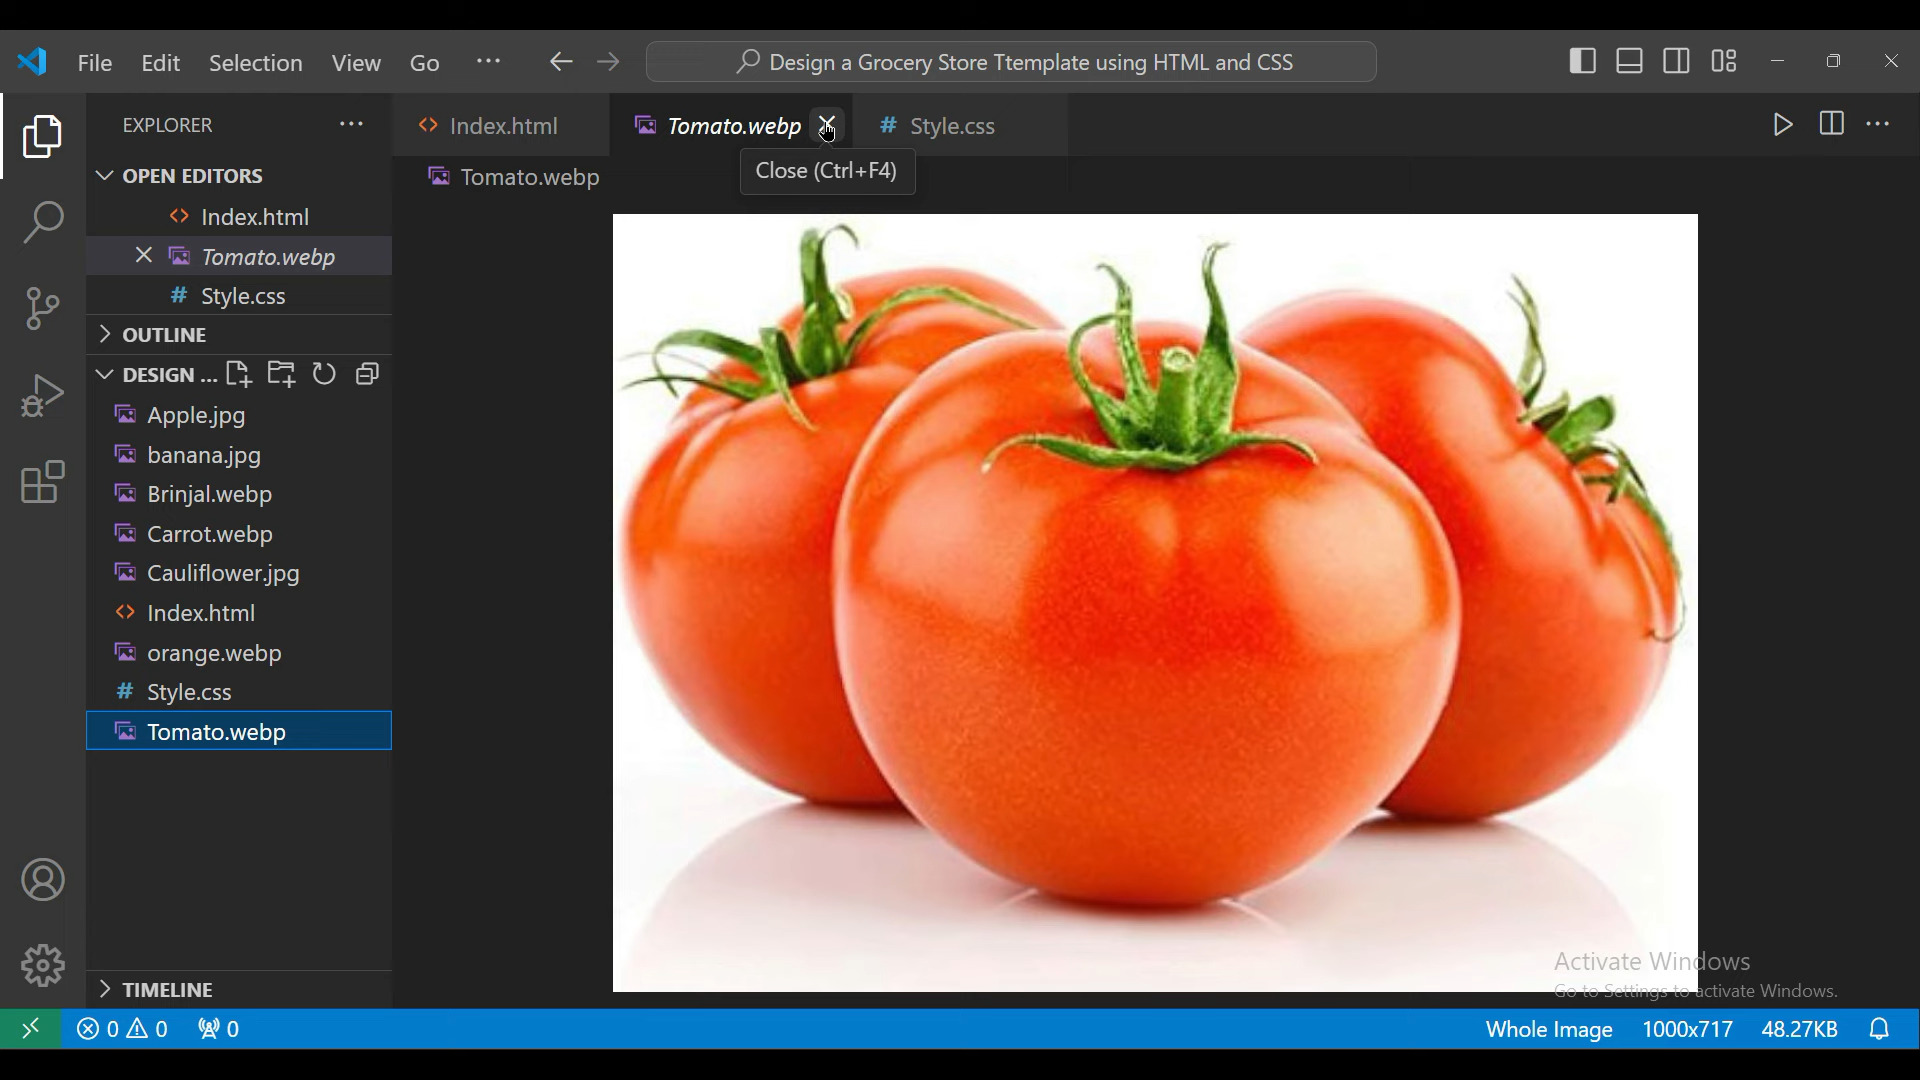 File Edit Selection View Go ··· Design a Grocery Store Ttemplate using HTML and CSS
EXPLORER
Index.html
Tomato.webp
Style.css
Tomato.webp
Close (Ctrl+F4)
OPEN EDITORS
Index.html
Tomato.webp
Style.css
OUTLINE
DESIGN ...
Apple.jpg
banana.jpg
Brinjal.webp
Carrot.webp
Cauliflower.jpg
Index.html
orange.webp
Style.css
Tomato.webp
TIMELINE
Activate Windows
Go to Settings to activate Windows.
0 0 0 Whole Image 1000x717 48.27KB